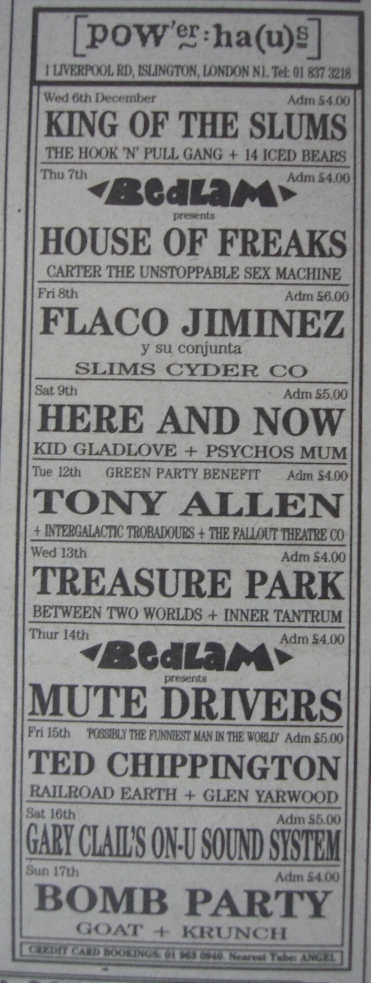 [pow'er:ha(u)s]
1 LIVERPOOL RD, ISLINGTON, LONDON N1. Tel: 01 837 3218
Wed 6th December Adm £4.00
KING OF THE SLUMS
THE HOOK 'N' PULL GANG + 14 ICED BEARS
Thu 7th Adm £4.00
BEDLAM
presents
HOUSE OF FREAKS
CARTER THE UNSTOPPABLE SEX MACHINE
Fri 8th Adm £6.00
FLACO JIMINEZ
y su conjunta
SLIMS CYDER CO
Sat 9th Adm £5.00
HERE AND NOW
KID GLADLOVE + PSYCHOS MUM
Tue 12th GREEN PARTY BENEFIT Adm £4.00
TONY ALLEN
+ INTERGALACTIC TROBADOURS + THE FALLOUT THEATRE CO
Wed 13th Adm £4.00
TREASURE PARK
BETWEEN TWO WORLDS + INNER TANTRUM
Thur 14th Adm £4.00
BEDLAM
presents
MUTE DRIVERS
Fri 15th 'POSSIBLY THE FUNNIEST MAN IN THE WORLD' Adm £5.00
TED CHIPPINGTON
RAILROAD EARTH + GLEN YARWOOD
Sat 16th Adm £5.00
GARY CLAIL'S ON-U SOUND SYSTEM
Sun 17th Adm £4.00
BOMB PARTY
GOAT + KRUNCH
CREDIT CARD BOOKINGS: 01 963 0940. Nearest Tube: ANGEL